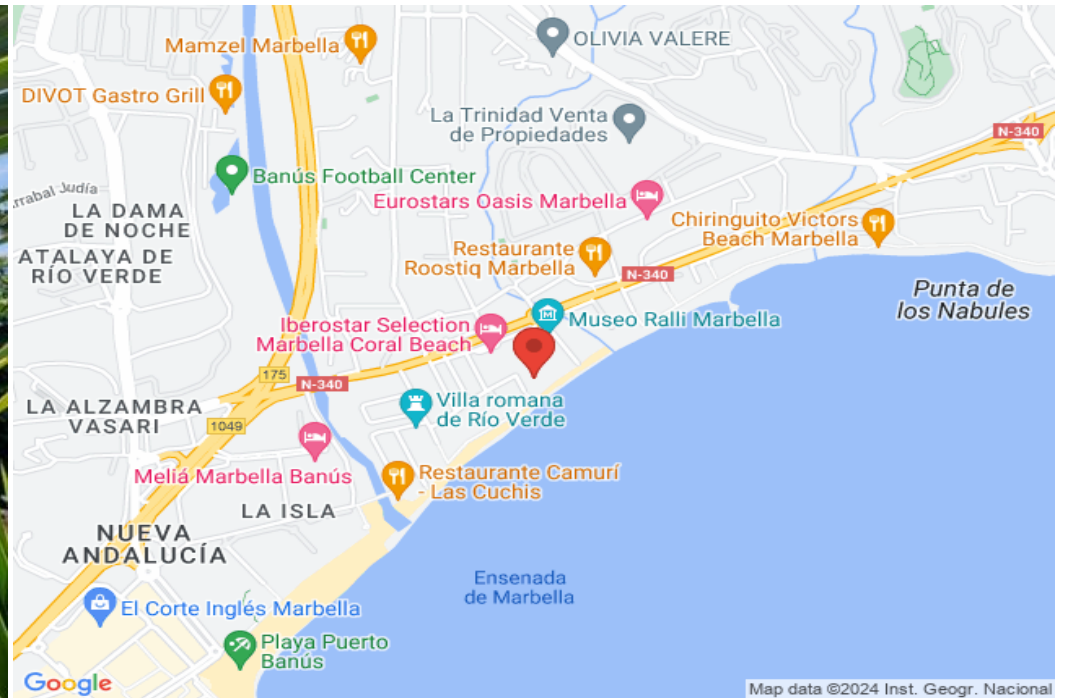 Mamzel Marbella
OLIVIA VALERE
DIVOT Gastro Grill
La Trinidad Venta
de Propiedades
N-340
Banús Football Center
rrabal Judía
Eurostars Oasis Marbella
LA DAMA
DE NOCHE
Chiringuito Victors
Beach Marbella
Restaurante
Roostiq Marbella
ATALAYA DE
RÍO VERDE
N-340
Punta de
los Nabules
Iberostar Selection
Marbella Coral Beach
Museo Ralli Marbella
175
N-340
Villa romana
de Río Verde
LA ALZAMBRA
VASARI
1049
Meliá Marbella Banús
Restaurante Camurí
- Las Cuchis
LA ISLA
NUEVA
ANDALUCÍA
Ensenada
de Marbella
El Corte Inglés Marbella
Playa Puerto
Banús
Google
Map data ©2024 Inst. Geogr. Nacional